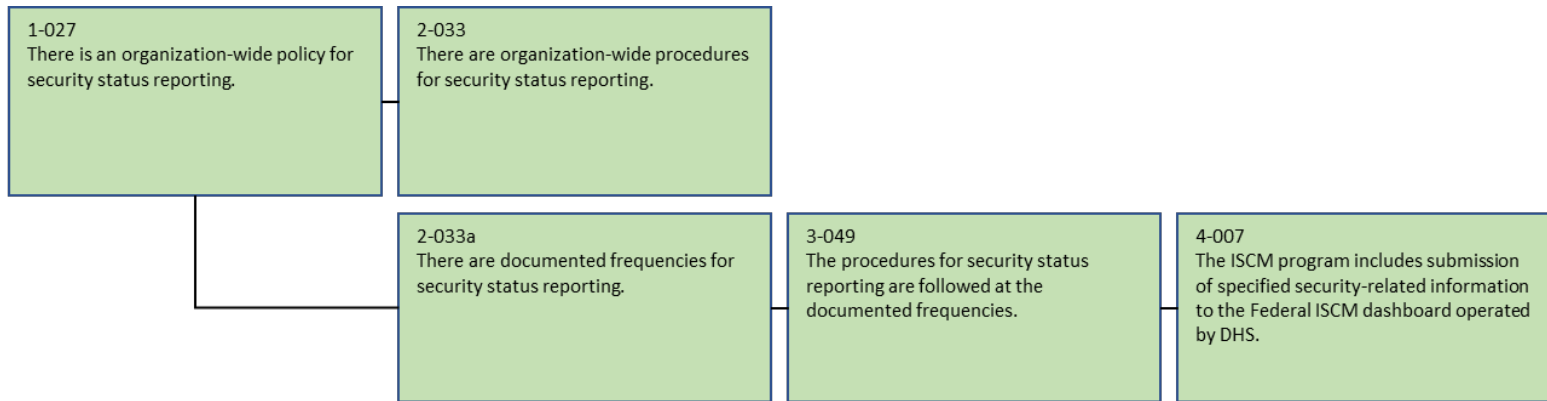 1-027
There is an organization-wide policy for
security status reporting.
2-033
There are organization-wide procedures
for security status reporting.
2-033a
There are documented frequencies for
security status reporting.
3-049
The procedures for security status
reporting are followed at the
documented frequencies.
4-007
The ISCM program includes submission
of specified security-related information
to the Federal ISCM dashboard operated
by DHS.